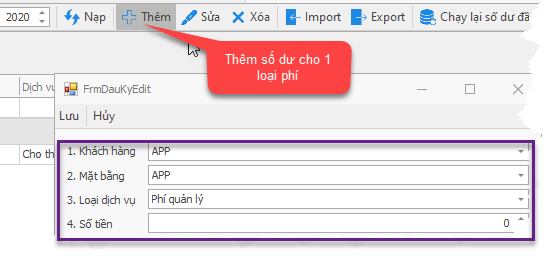 2020 Nạp Thêm Sửa Xóa Import Export Chạy lại số dư đầ
Thêm số dư cho 1
loại phí
Dịch vụ
FrmDauKyEdit
Lưu Hủy
1. Khách hàng APP
Cho th
2. Mặt bằng APP
3. Loại dịch vụ Phí quản lý
4. Số tiền 0